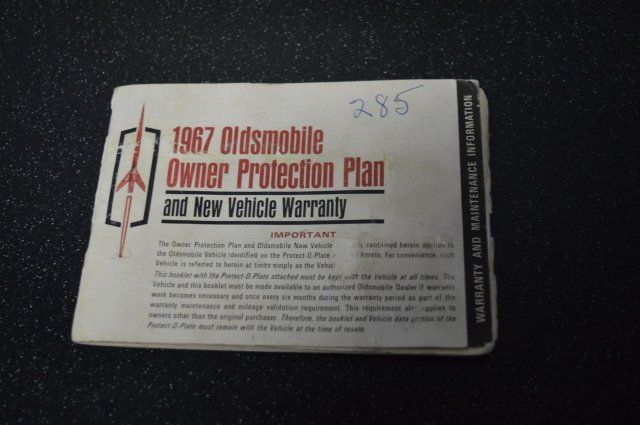 285
1967 Oldsmobile
Owner Protection Plan
and New Vehicle Warranty
IMPORTANT
The Owner Protection Plan and Oldsmobile New Vehicle contained herein applies to
the Oldsmobile Vehicle identified on the Protect-O-Plate hereto. For convenience, such
Vehicle is referred to herein at times simply as the
This booklet with the Protect-O-Plate attached must be kept with the Vehicle at all times. The
Vehicle and this booklet must be made available to an authorized Oldsmobile Dealer if warranty
work becomes necessary and once every six months during the warranty period as part of the
warranty maintenance and mileage validation requirement. This requirement applies to
owners other than the original purchaser. Therefore, the booklet and Vehicle data portion of the
Protect-O-Plate must remain with the Vehicle at the time of resale.
WARRANTY AND MAINTENANCE INFORMATION